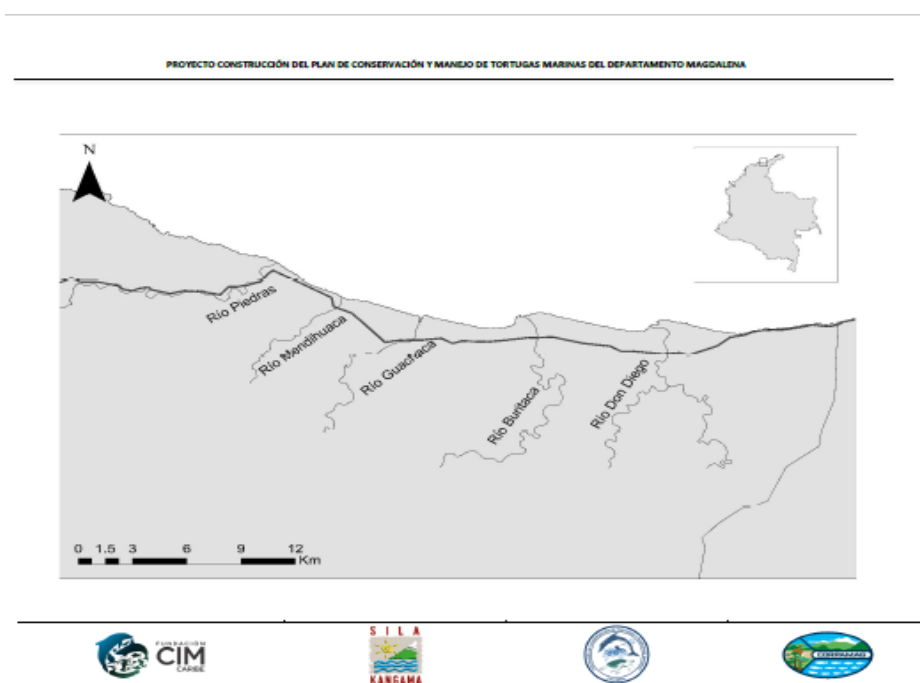 PROYECTO CONSTRUCCIÓN DEL PLAN DE CONSERVACIÓN Y MANEJO DE TORTUGAS MARINAS DEL DEPARTAMENTO MAGDALENA
N
Río Piedras
Río Mendihuaca
Río Guachaca
Río Buritaca
Río Don Diego
0 1.5 3 6 9 12
Km
FUNDACIÓN
CIM
CARIBE
SILA
KANGAMA
CORPAMAG